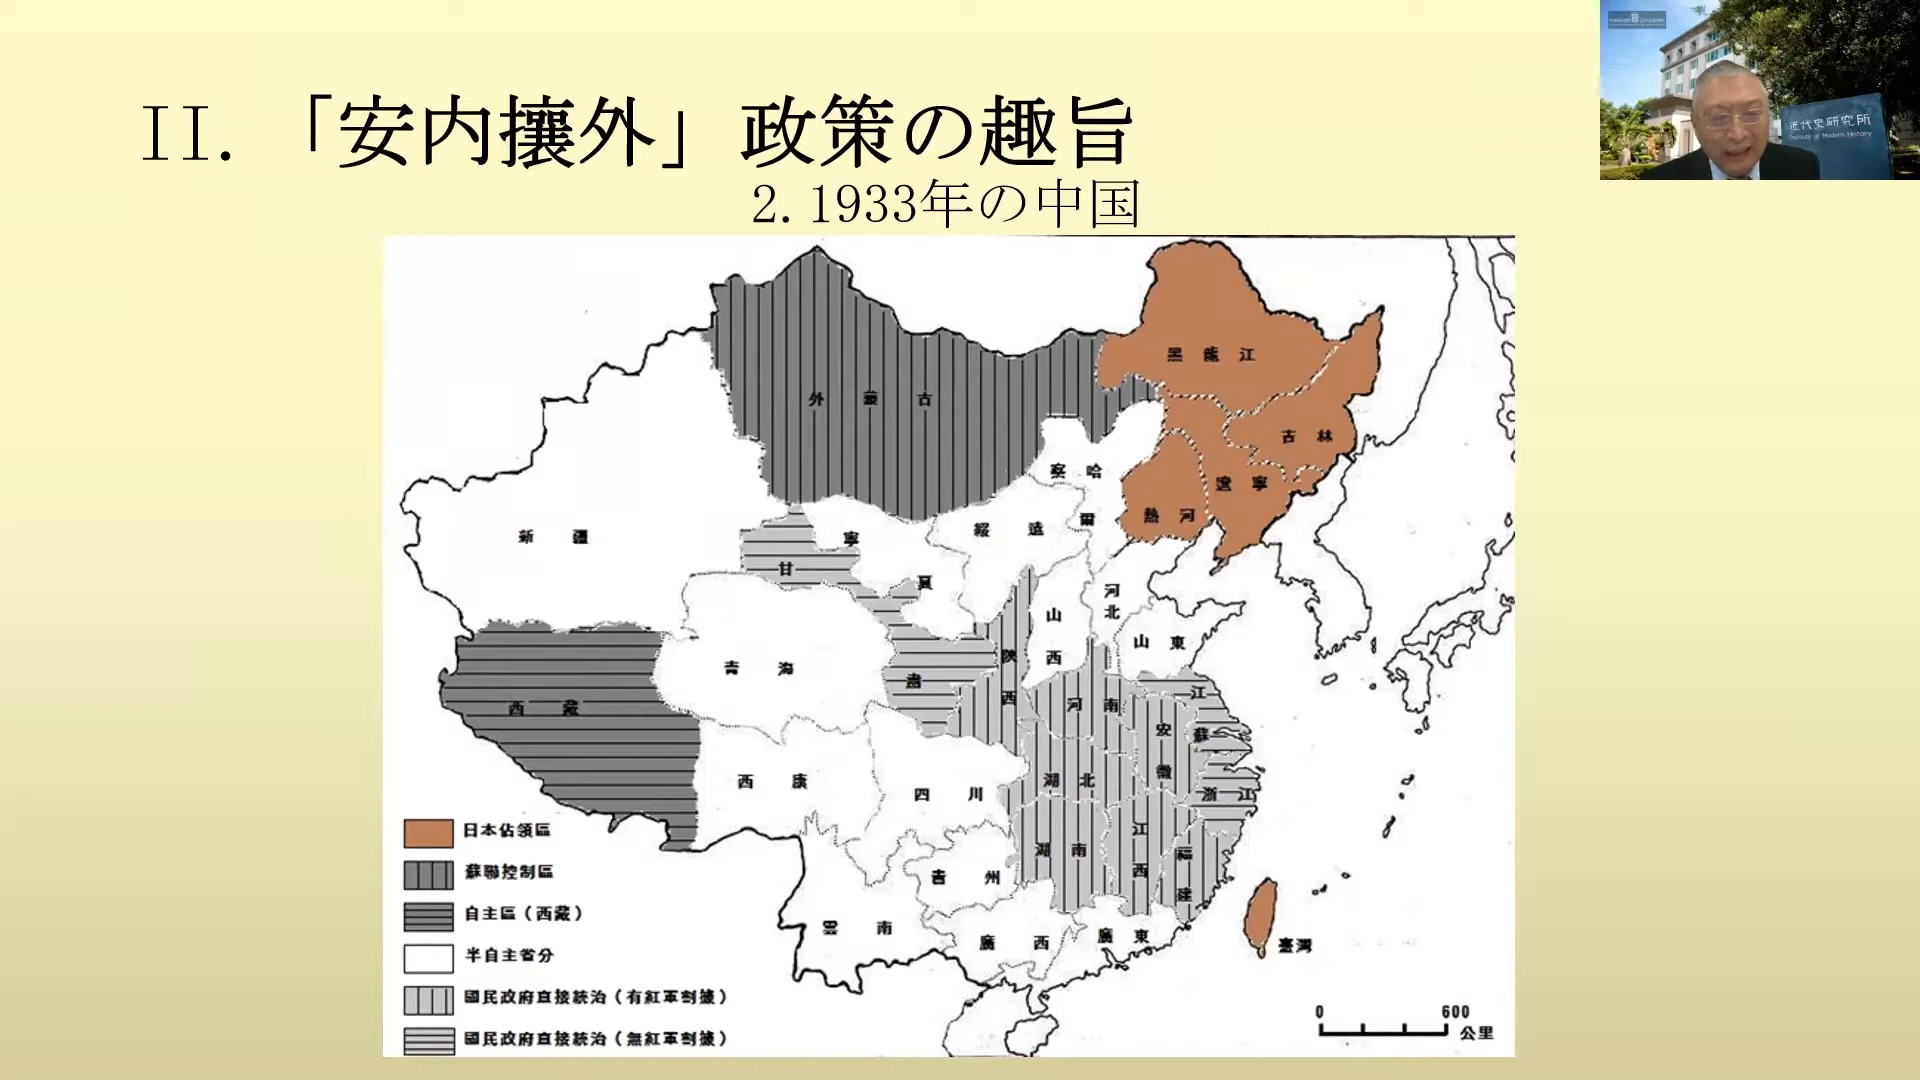 II. 「安内攘外」政策の趣旨
2. 1933年の中国
近代史研究所
Institute of Modern History
黑龍江
外蒙古
吉林
察哈爾
遼寧
熱河
綏遠
新疆
寧夏
甘肅
河北
山西
山東
陝西
青海
江蘇
河南
西藏
安徽
西康
四川
湖北
浙江
江西
湖南
福建
貴州
雲南
廣西
廣東
臺灣
日本佔領區
蘇聯控制區
自主區(西藏)
半自主省分
國民政府直接統治(有紅軍割據)
國民政府直接統治(無紅軍割據)
0 600
公里